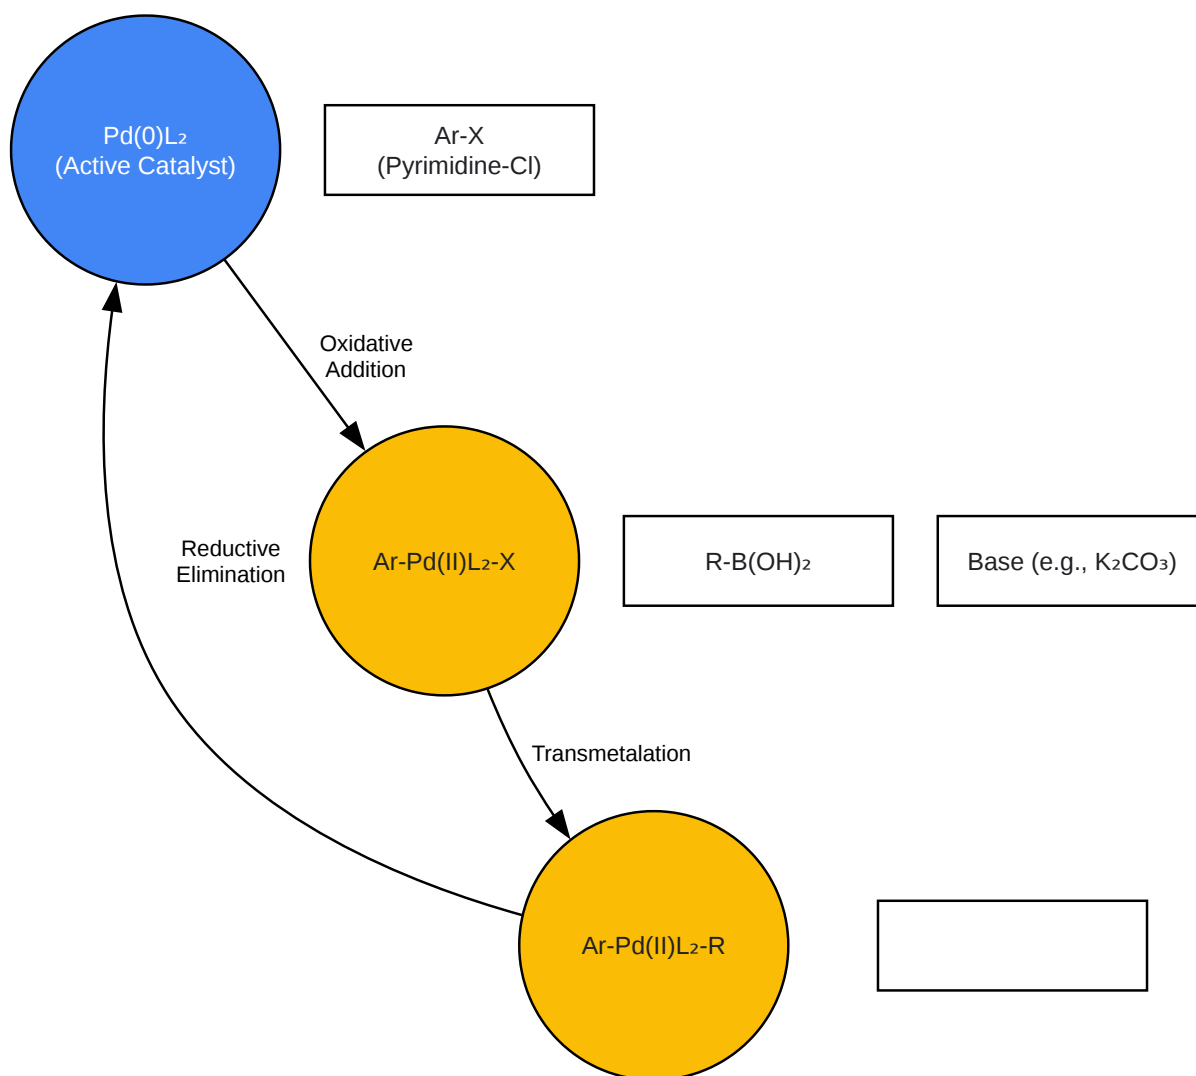 Pd(0)L₂
(Active Catalyst)
Ar-X
(Pyrimidine-Cl)
Oxidative
Addition
Reductive
Elimination
Ar-Pd(II)L₂-X
R-B(OH)₂
Base (e.g., K₂CO₃)
Transmetalation
Ar-Pd(II)L₂-R